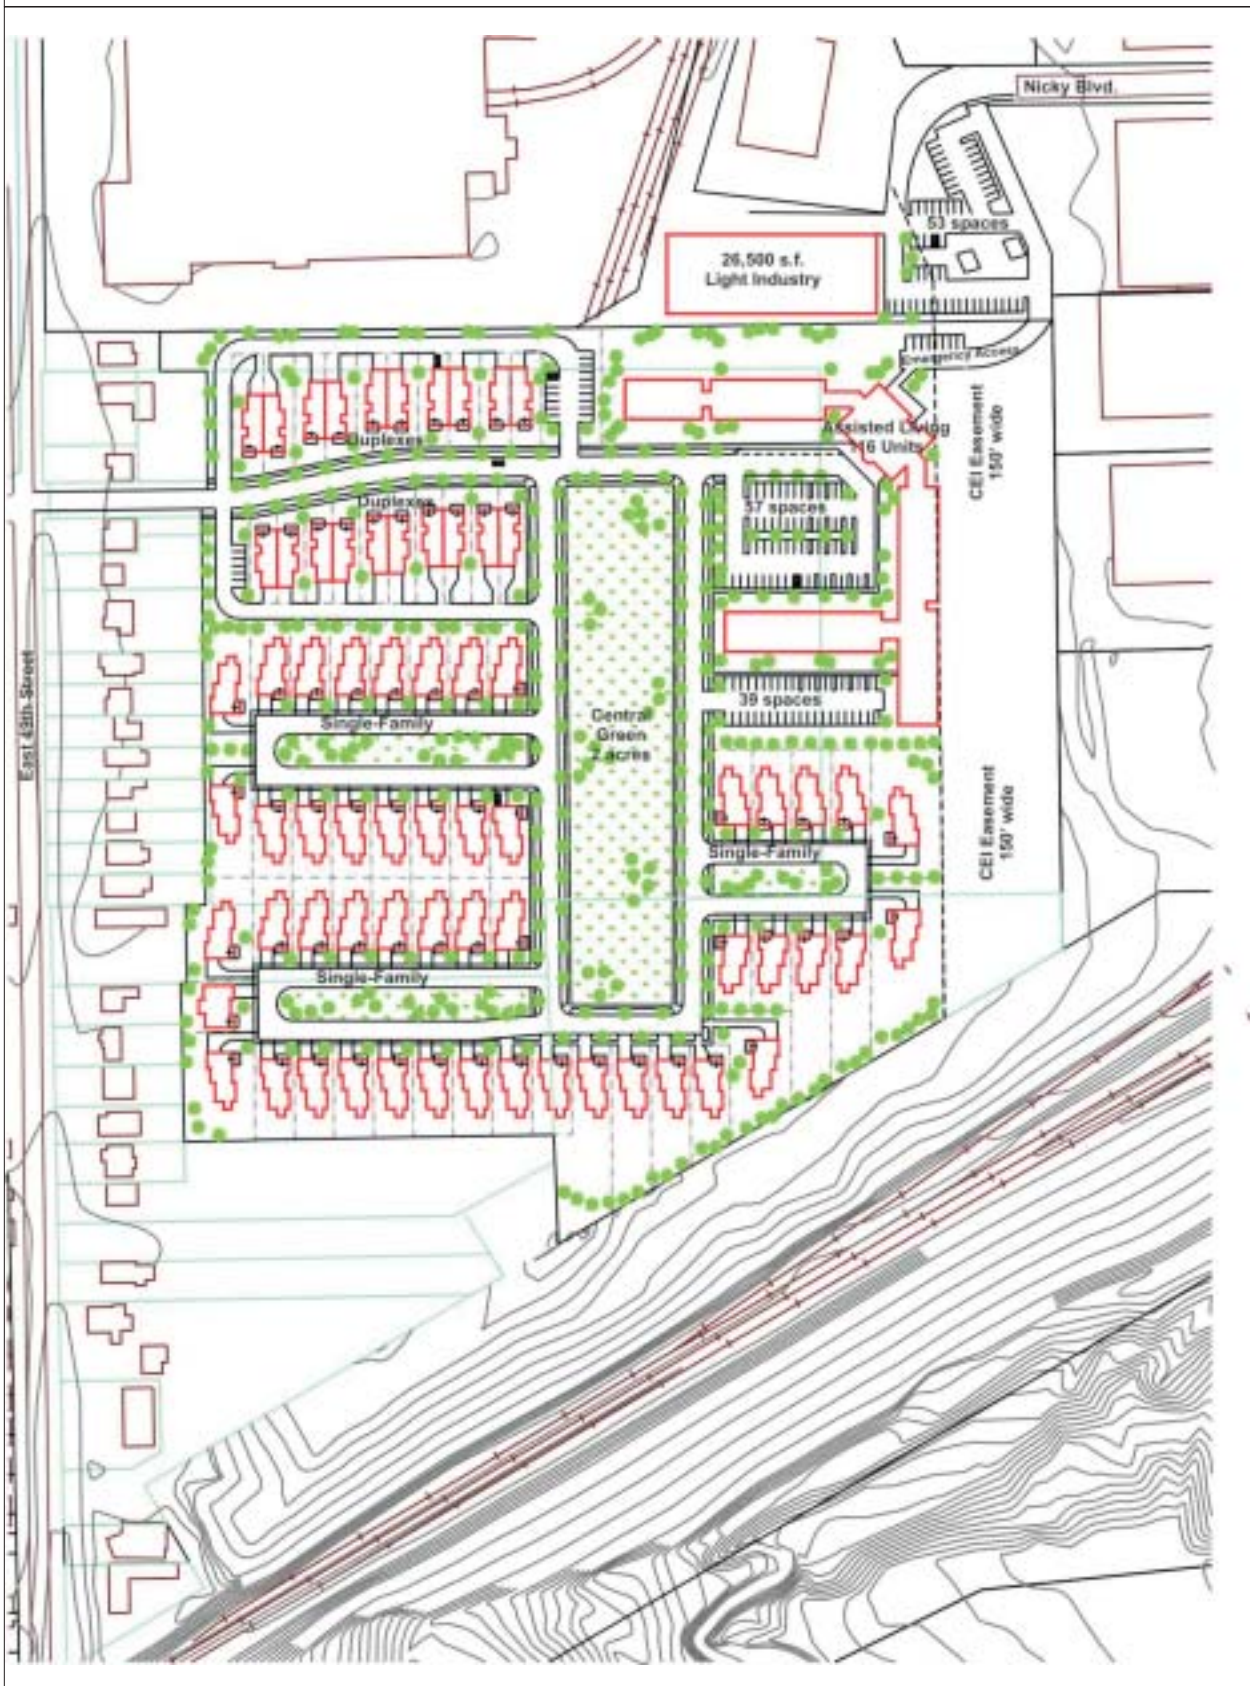 Nicky Blvd.
53 spaces
26,500 s.f.
Light Industry
Emergency Access
CEI Easement
150' wide
Duplexes
Assisted Living
116 Units
Duplexes
57 spaces
East 49th Street
Single-Family
Central
Green
2 acres
39 spaces
CEI Easement
150' wide
Single-Family
Single-Family